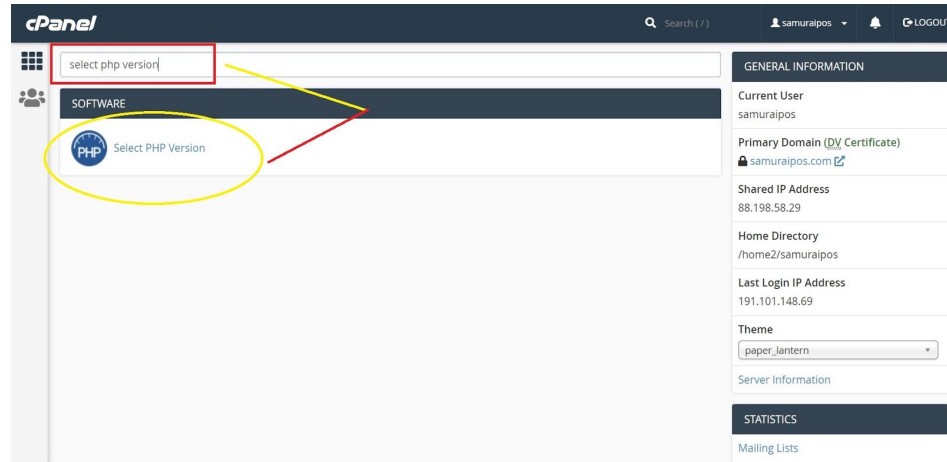 cPanel
Search ( / )
samuraipos
LOGOUT
select php version
SOFTWARE
PHP
Select PHP Version
GENERAL INFORMATION
Current User
samuraipos
Primary Domain (DV Certificate)
samuraipos.com
Shared IP Address
88.198.58.29
Home Directory
/home2/samuraipos
Last Login IP Address
191.101.148.69
Theme
paper_lantern
Server Information
STATISTICS
Mailing Lists